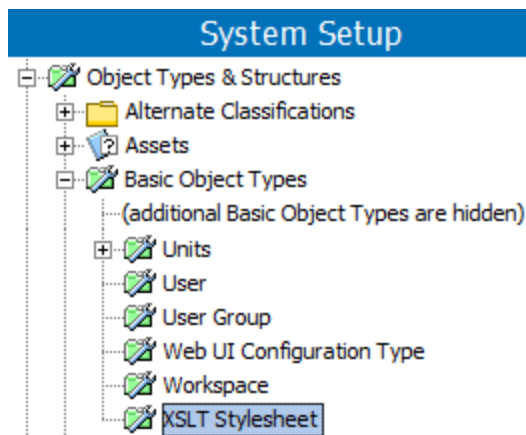 System Setup
Object Types & Structures
Alternate Classifications
Assets
Basic Object Types
(additional Basic Object Types are hidden)
Units
User
User Group
Web UI Configuration Type
Workspace
XSLT Stylesheet